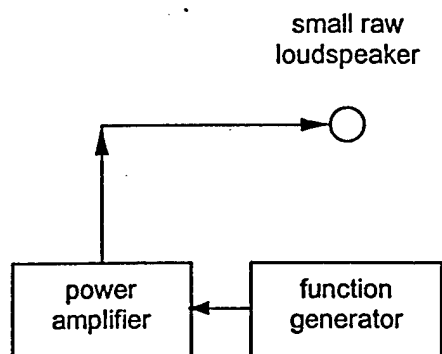 small raw
loudspeaker
power
amplifier
function
generator